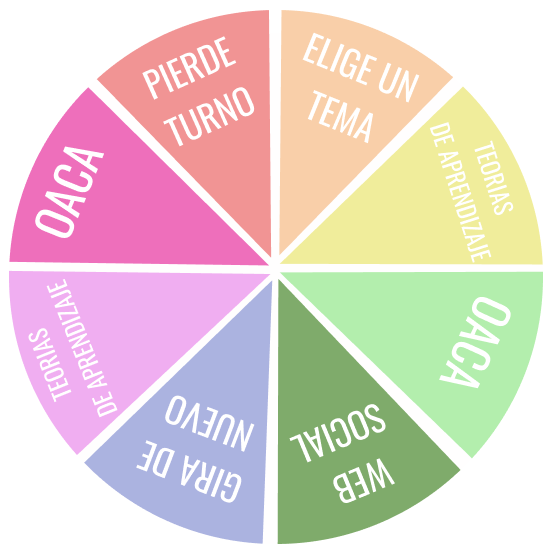 PIERDE
TURNO
ELIGE UN
TEMA
TEORIAS
DE APRENDIZAJE
OACA
WEB
SOCIAL
GIRA DE
NUEVO
TEORIAS
DE APRENDIZAJE
OACA